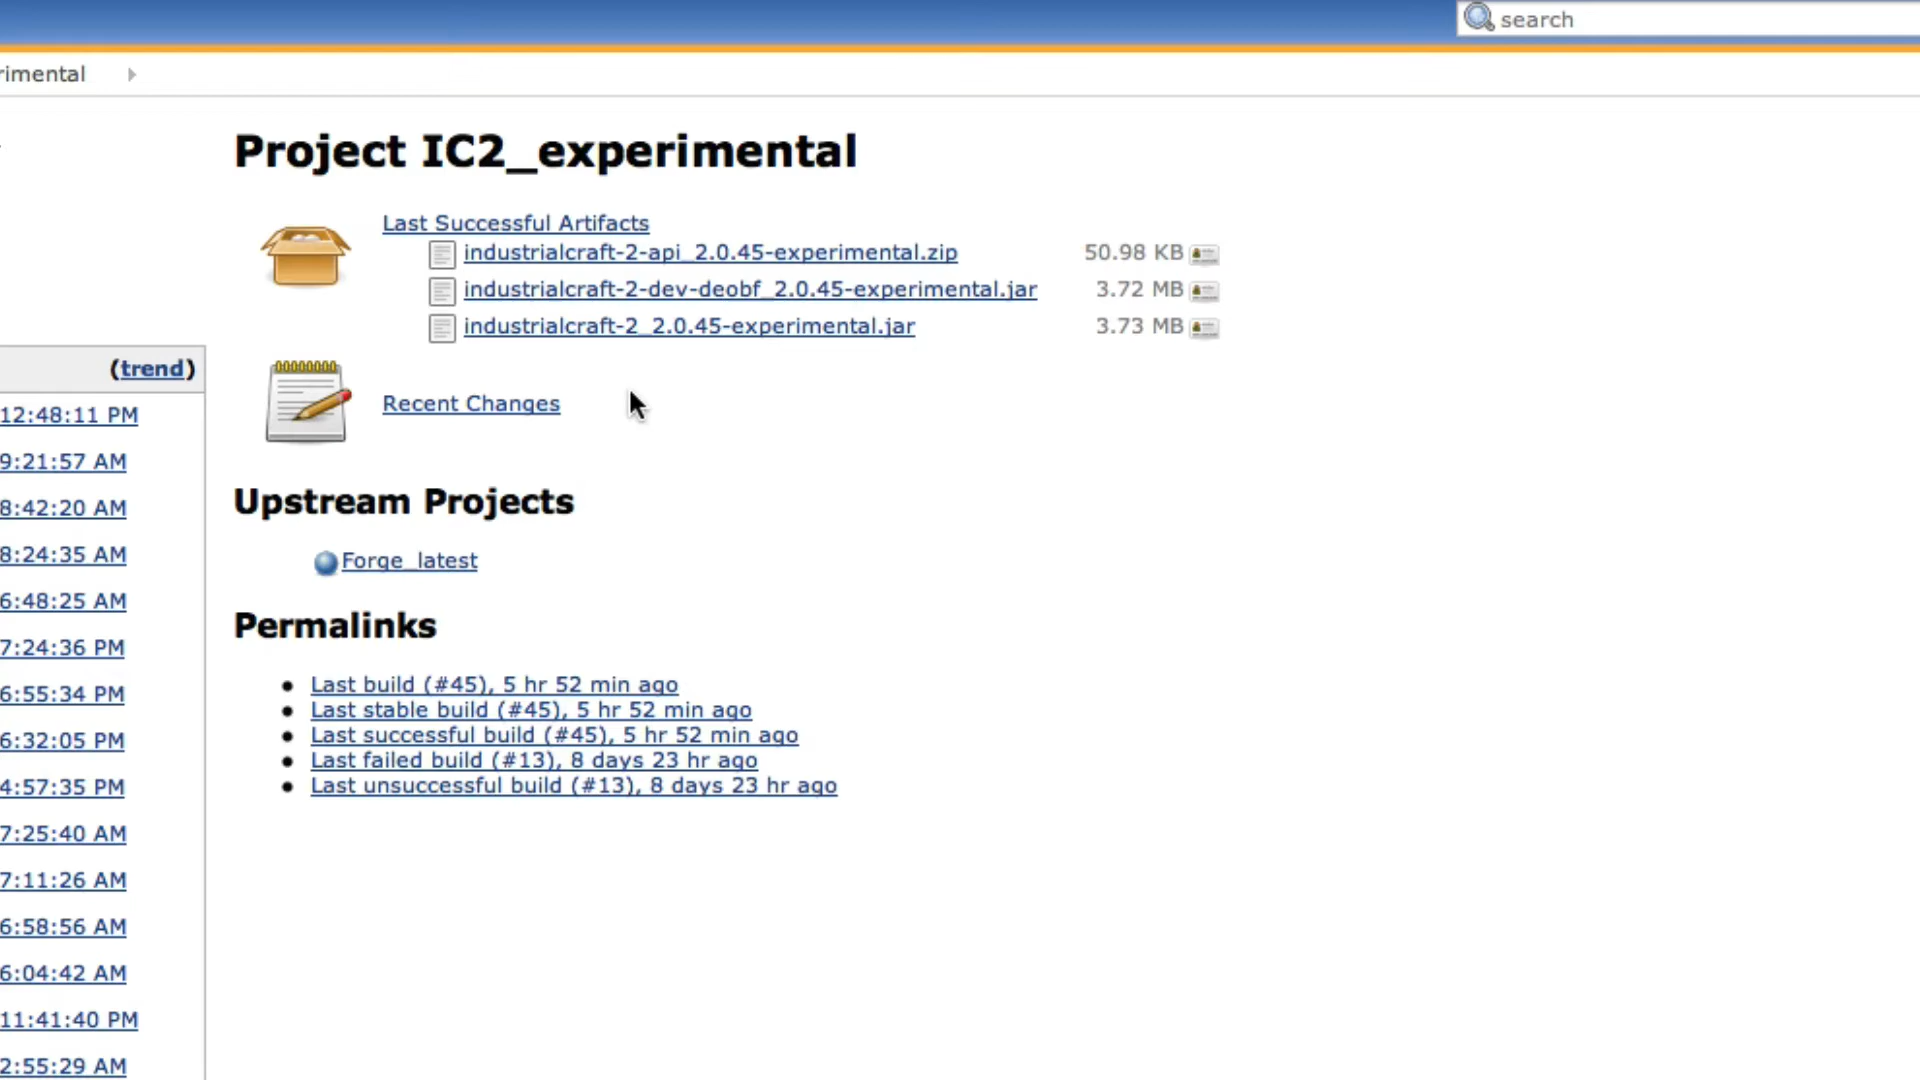 search
rimental
Project IC2_experimental
Last Successful Artifacts
industrialcraft-2-api_2.0.45-experimental.zip 50.98 KB
industrialcraft-2-dev-deobf_2.0.45-experimental.jar 3.72 MB
industrialcraft-2_2.0.45-experimental.jar 3.73 MB
Recent Changes
Upstream Projects
Forge_latest
Permalinks
Last build (#45), 5 hr 52 min ago
Last stable build (#45), 5 hr 52 min ago
Last successful build (#45), 5 hr 52 min ago
Last failed build (#13), 8 days 23 hr ago
Last unsuccessful build (#13), 8 days 23 hr ago
(trend)
12:48:11 PM
9:21:57 AM
8:42:20 AM
8:24:35 AM
6:48:25 AM
7:24:36 PM
6:55:34 PM
6:32:05 PM
4:57:35 PM
7:25:40 AM
7:11:26 AM
6:58:56 AM
6:04:42 AM
11:41:40 PM
2:55:29 AM